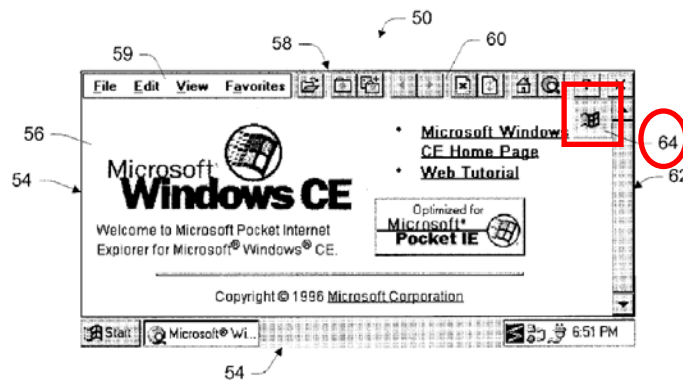 50
59
58
60
File Edit View Favorites ?
56
64
54
62
Microsoft
Windows CE
• Microsoft Windows
CE Home Page
• Web Tutorial
Welcome to Microsoft Pocket Internet
Explorer for Microsoft® Windows® CE.
Optimized for
Microsoft*
Pocket IE
Copyright © 1996 Microsoft Corporation
Start Microsoft® Wi... 6:51 PM
54